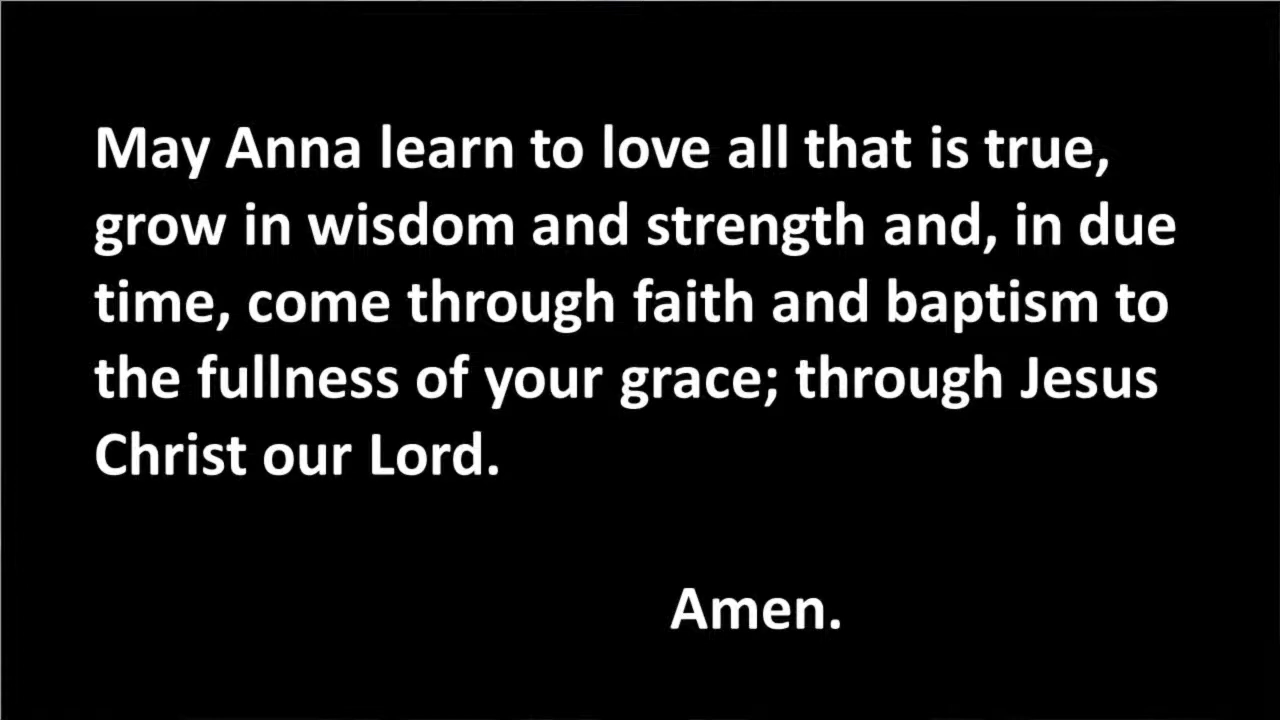 May Anna learn to love all that is true,
grow in wisdom and strength and, in due
time, come through faith and baptism to
the fullness of your grace; through Jesus
Christ our Lord.
Amen.